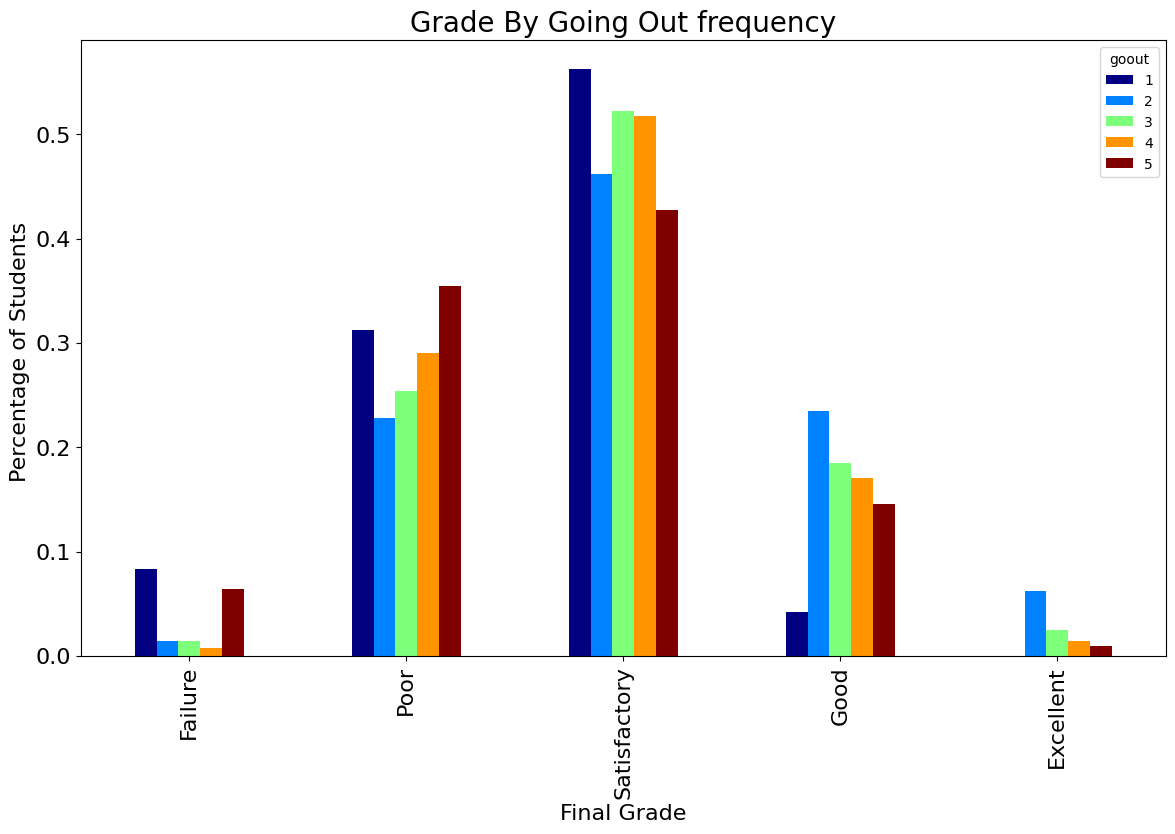 Grade By Going Out frequency
goout
1
2
3
4
5
Percentage of Students
0.5
0.4
0.3
0.2
0.1
0.0
Failure
Poor
Satisfactory
Good
Excellent
Final Grade